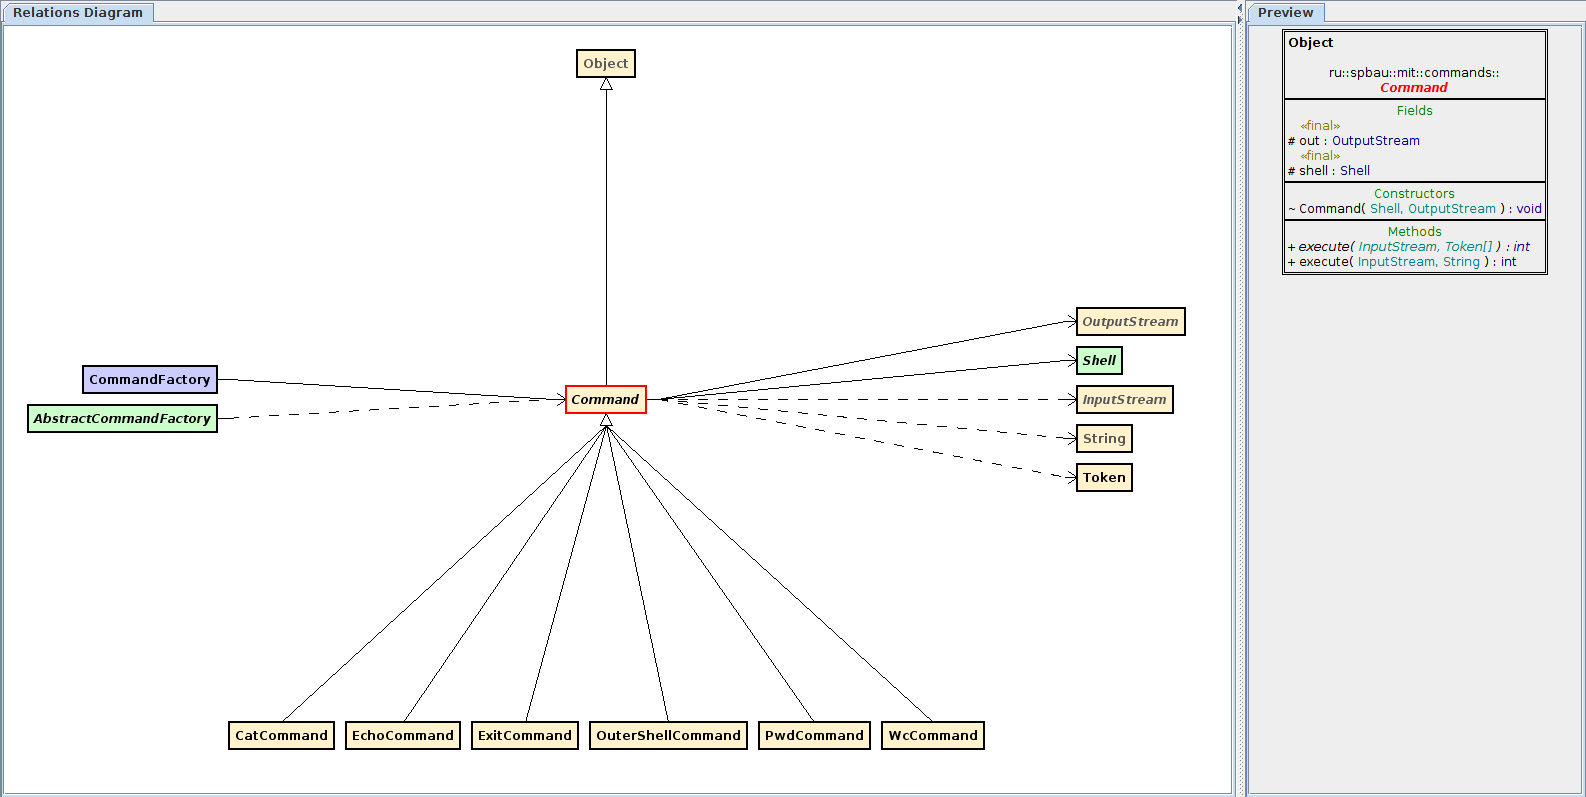 Relations Diagram
Object
CommandFactory
AbstractCommandFactory
Command
OutputStream
Shell
InputStream
String
Token
CatCommand
EchoCommand
ExitCommand
OuterShellCommand
PwdCommand
WcCommand
Preview
Object
ru::spbau::mit::commands::
Command
Fields
«final»
# out : OutputStream
«final»
# shell : Shell
Constructors
~ Command( Shell, OutputStream ) : void
Methods
+ execute( InputStream, Token[] ) : int
+ execute( InputStream, String ) : int